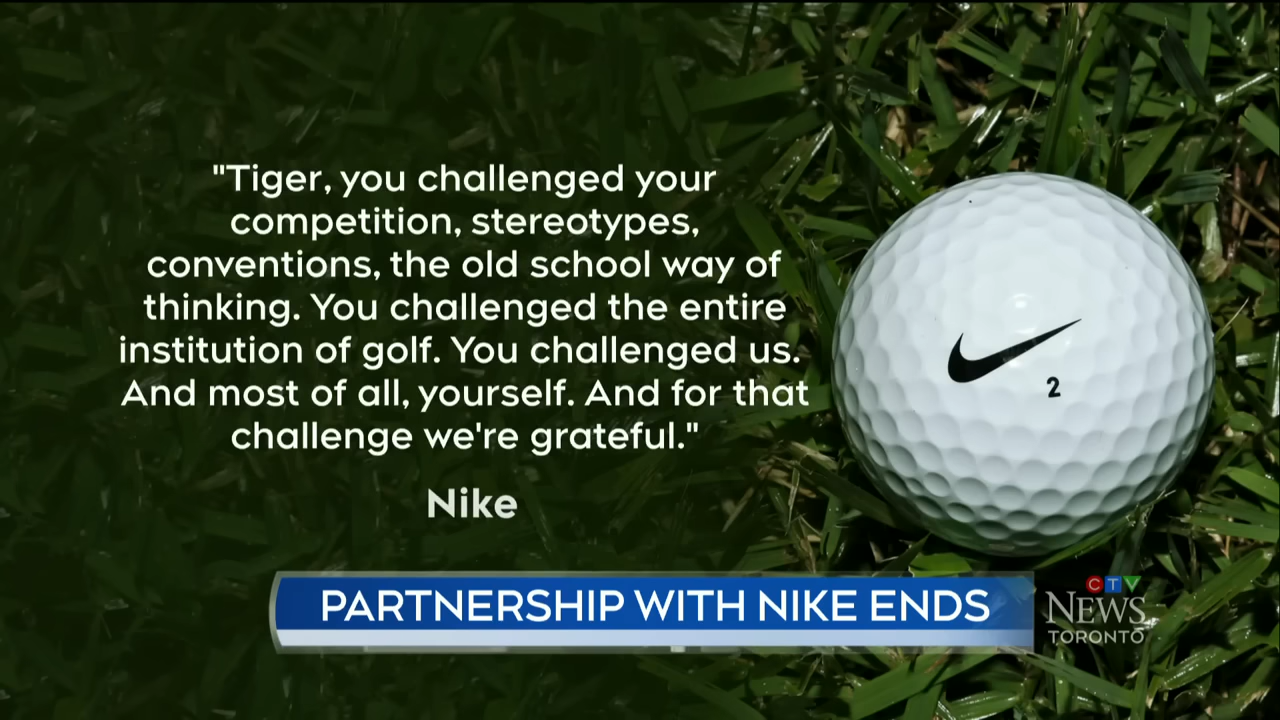 "Tiger, you challenged your
competition, stereotypes,
conventions, the old school way of
thinking. You challenged the entire
institution of golf. You challenged us.
And most of all, yourself. And for that
challenge we're grateful."
Nike
2
PARTNERSHIP WITH NIKE ENDS
CTV
NEWS
TORONTO